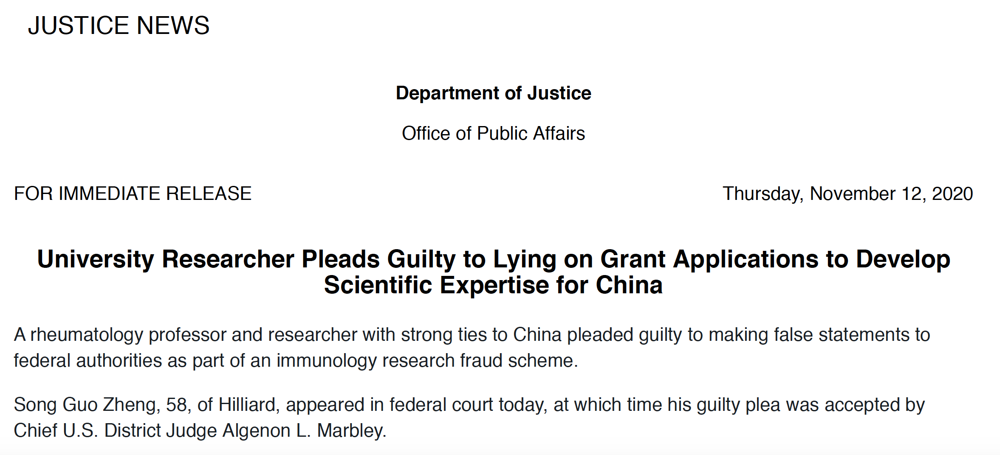 JUSTICE NEWS
Department of Justice
Office of Public Affairs
FOR IMMEDIATE RELEASE Thursday, November 12, 2020
University Researcher Pleads Guilty to Lying on Grant Applications to Develop
Scientific Expertise for China
A rheumatology professor and researcher with strong ties to China pleaded guilty to making false statements to
federal authorities as part of an immunology research fraud scheme.
Song Guo Zheng, 58, of Hilliard, appeared in federal court today, at which time his guilty plea was accepted by
Chief U.S. District Judge Algenon L. Marbley.